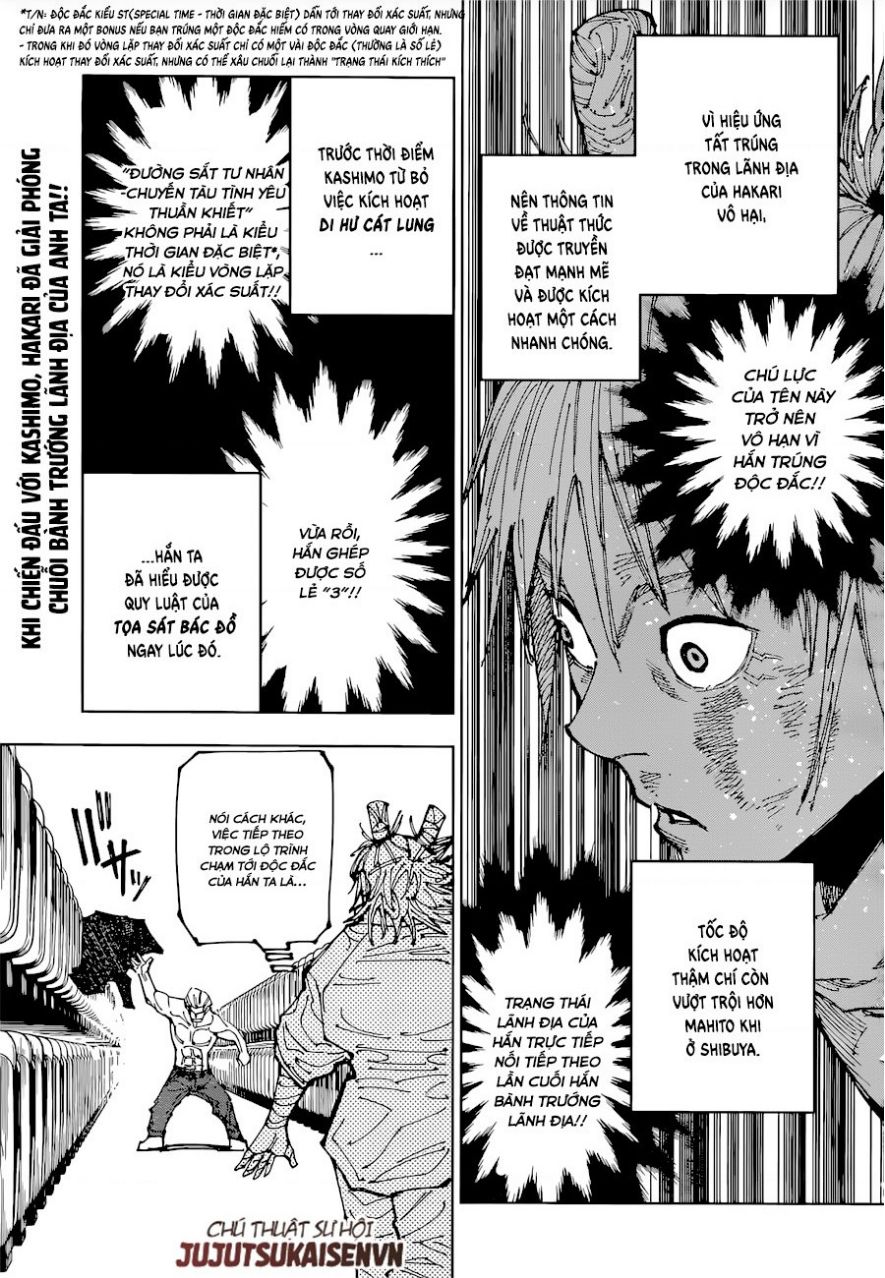 *T/N: ĐỘC ĐẮC KIỂU ST(SPECIAL TIME - THỜI GIAN ĐẶC BIỆT) DẪN TỚI THAY ĐỔI XÁC SUẤT, NHƯNG
CHỈ ĐƯA RA MỘT BONUS NẾU BẠN TRÚNG MỘT ĐỘC ĐẮC HIẾM CÓ TRONG VÒNG QUAY GIỚI HẠN.
- TRONG KHI ĐÓ VÒNG LẶP THAY ĐỔI XÁC SUẤT CHỈ CÓ MỘT VÀI ĐỘC ĐẮC (THƯỜNG LÀ SỐ LẺ)
KÍCH HOẠT THAY ĐỔI XÁC SUẤT, NHƯNG CÓ THỂ XÂU CHUỖI LẠI THÀNH "TRẠNG THÁI KÍCH THÍCH"
VÌ HIỆU ỨNG
TẤT TRÚNG
TRONG LÃNH ĐỊA
CỦA HAKARI
VÔ HẠI,
NÊN THÔNG TIN
VỀ THUẬT THỨC
ĐƯỢC TRUYỀN
ĐẠT MẠNH MẼ
VÀ ĐƯỢC KÍCH
HOẠT MỘT CÁCH
NHANH CHÓNG.
CHÚ LỰC
CỦA TÊN NÀY
TRỞ NÊN
VÔ HẠN VÌ
HẮN TRÚNG
ĐỘC ĐẮC!!
TỐC ĐỘ
KÍCH HOẠT
THẬM CHÍ CÒN
VƯỢT TRỘI HƠN
MAHITO KHI
Ở SHIBUYA.
TRẠNG THÁI
LÃNH ĐỊA CỦA
HẮN TRỰC TIẾP
NỐI TIẾP THEO
LẦN CUỐI HẮN
BÀNH TRƯỚNG
LÃNH ĐỊA!!
TRƯỚC THỜI ĐIỂM
KASHIMO TỪ BỎ
VIỆC KÍCH HOẠT
DI HƯ CÁT LUNG
...
"ĐƯỜNG SẮT TƯ NHÂN
-CHUYẾN TÀU TÌNH YÊU
THUẦN KHIẾT"
KHÔNG PHẢI LÀ KIỂU
THỜI GIAN ĐẶC BIỆT*,
NÓ LÀ KIỂU VÒNG LẶP
THAY ĐỔI XÁC SUẤT!!
VỪA RỒI,
HẮN GHÉP
ĐƯỢC SỐ
LẺ "3"!!
...HẮN TA
ĐÃ HIỂU ĐƯỢC
QUY LUẬT CỦA
TỌA SÁT BÁC ĐỒ
NGAY LÚC ĐÓ.
KHI CHIẾN ĐẤU VỚI KASHIMO, HAKARI ĐÃ GIẢI PHÓNG
CHUỖI BÀNH TRƯỚNG LÃNH ĐỊA CỦA ANH TA!!
NÓI CÁCH KHÁC,
VIỆC TIẾP THEO
TRONG LỘ TRÌNH
CHẠM TỚI ĐỘC ĐẮC
CỦA HẮN TA LÀ...
CHÚ THUẬT SƯ HỘI
JUJUTSUKAISENVN